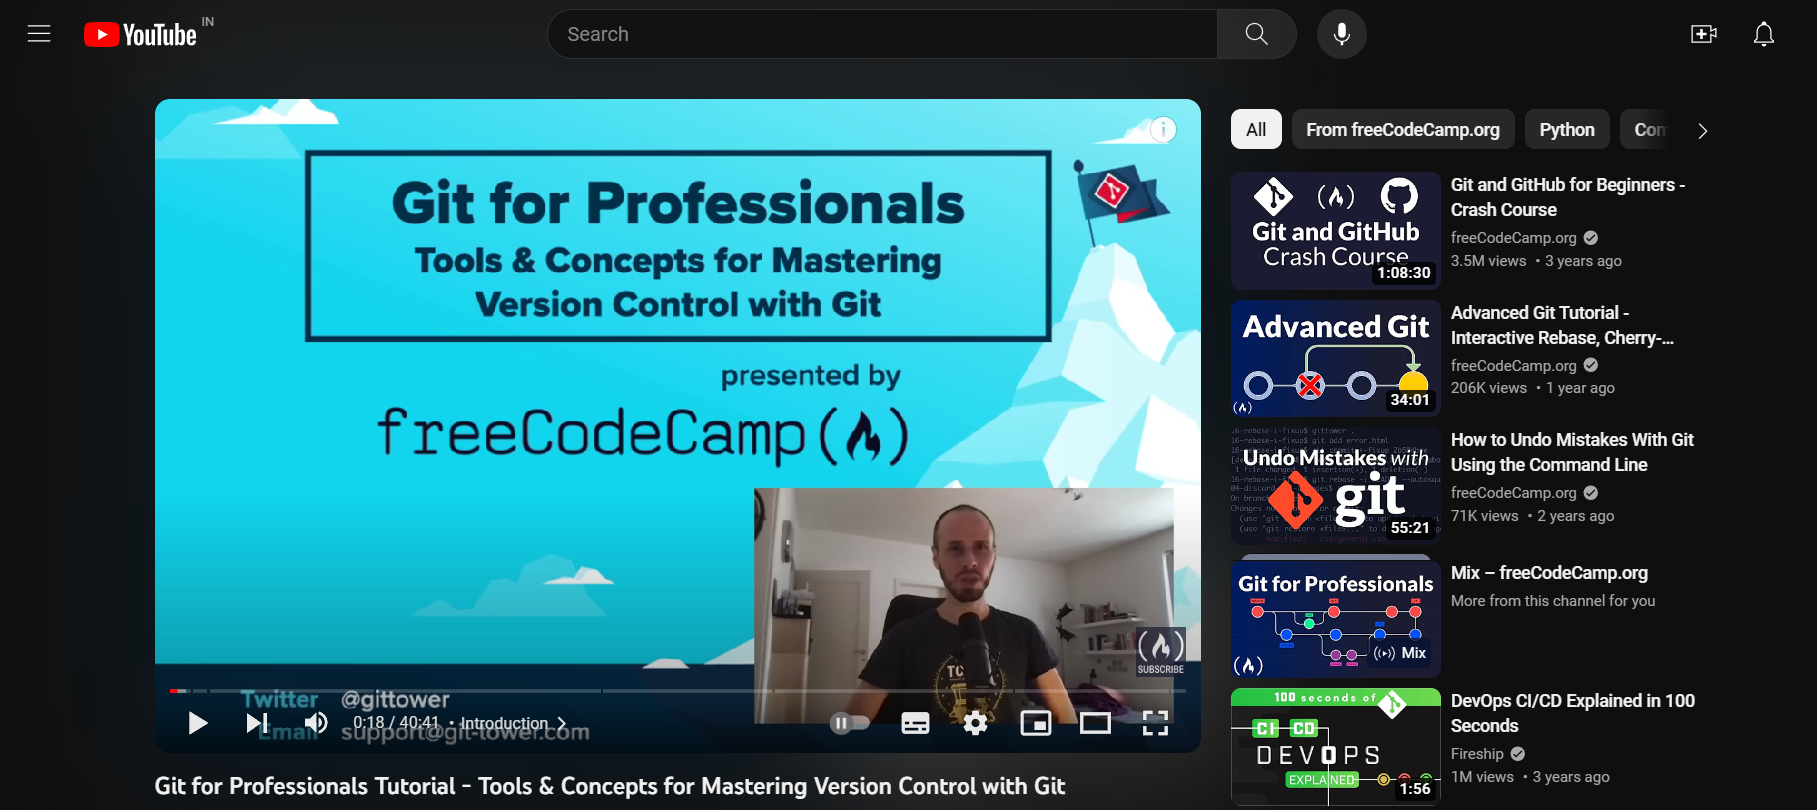 YouTube IN
Search
Git for Professionals
Tools & Concepts for Mastering
Version Control with Git
presented by
freeCodeCamp
SUBSCRIBE
Twitter @gittower
Email support@git-tower.com
0:18 / 40:41 • Introduction
Git for Professionals Tutorial - Tools & Concepts for Mastering Version Control with Git
All
From freeCodeCamp.org
Python
Git and GitHub
Crash Course
1:08:30
Git and GitHub for Beginners -
Crash Course
freeCodeCamp.org
3.5M views • 3 years ago
Advanced Git
34:01
Advanced Git Tutorial -
Interactive Rebase, Cherry-...
freeCodeCamp.org
206K views • 1 year ago
Undo Mistakes with
git
55:21
How to Undo Mistakes With Git
Using the Command Line
freeCodeCamp.org
71K views • 2 years ago
Git for Professionals
Mix
Mix – freeCodeCamp.org
More from this channel for you
100 seconds of
CI CD
DEVOPS
EXPLAINED
1:56
DevOps CI/CD Explained in 100
Seconds
Fireship
1M views • 3 years ago